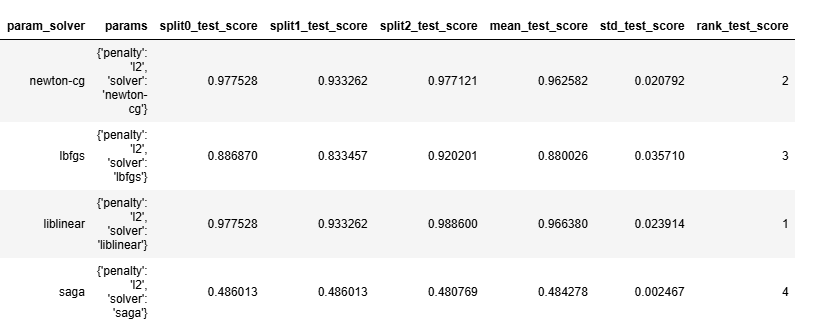 param_solver params split0_test_score split1_test_score split2_test_score mean_test_score std_test_score rank_test_score
{'penalty':
'l2',
newton-cg 'solver': 0.977528 0.933262 0.977121 0.962582 0.020792 2
'newton-
cg'}
{'penalty':
'l2',
lbfgs 'solver': 0.886870 0.833457 0.920201 0.880026 0.035710 3
'lbfgs'}
{'penalty':
'l2',
liblinear 'solver': 0.977528 0.933262 0.988600 0.966380 0.023914 1
'liblinear'}
{'penalty':
'l2',
saga 'solver': 0.486013 0.486013 0.480769 0.484278 0.002467 4
'saga'}